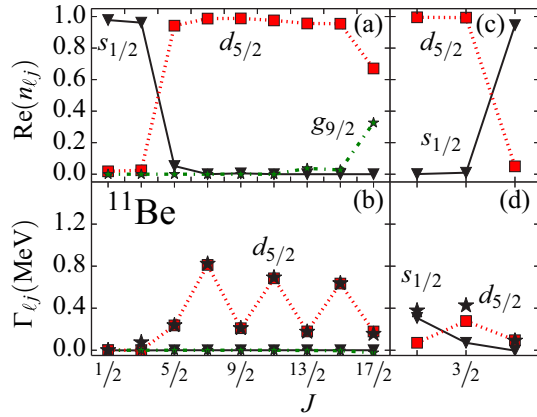 1.0
0.8
0.6
0.4
0.2
0.0
Re(nℓj)
s1/2
d5/2
g9/2
(a)
d5/2
s1/2
(c)
1.2
0.8
0.4
0.0
Γℓj(MeV)
11Be
(b)
d5/2
(d)
s1/2
d5/2
1/2 5/2 9/2 13/2 17/2
3/2
J